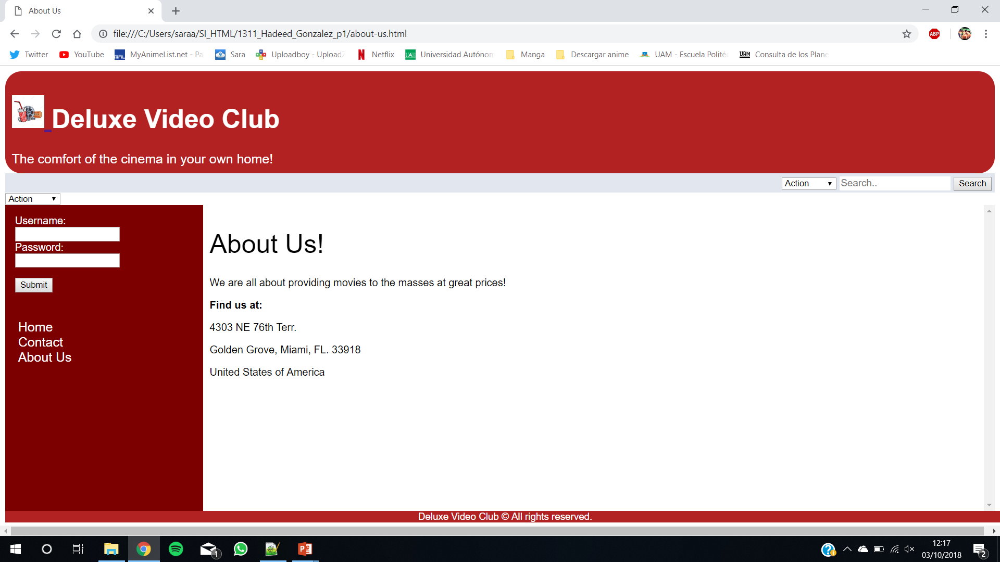 About Us
file:///C:/Users/saraa/SI_HTML/1311_Hadeed_Gonzalez_p1/about-us.html
ABP
Twitter YouTube MyAnimeList.net - Pa Sara Uploadboy - UploadZ Netflix Universidad Autónom Manga Descargar anime UAM - Escuela Polité Consulta de los Plane
Deluxe Video Club
The comfort of the cinema in your own home!
Action Search.. Search
Action
Username:
Password:
Submit
Home
Contact
About Us
About Us!
We are all about providing movies to the masses at great prices!
Find us at:
4303 NE 76th Terr.
Golden Grove, Miami, FL. 33918
United States of America
Deluxe Video Club © All rights reserved.
1
12:17
03/10/2018
2